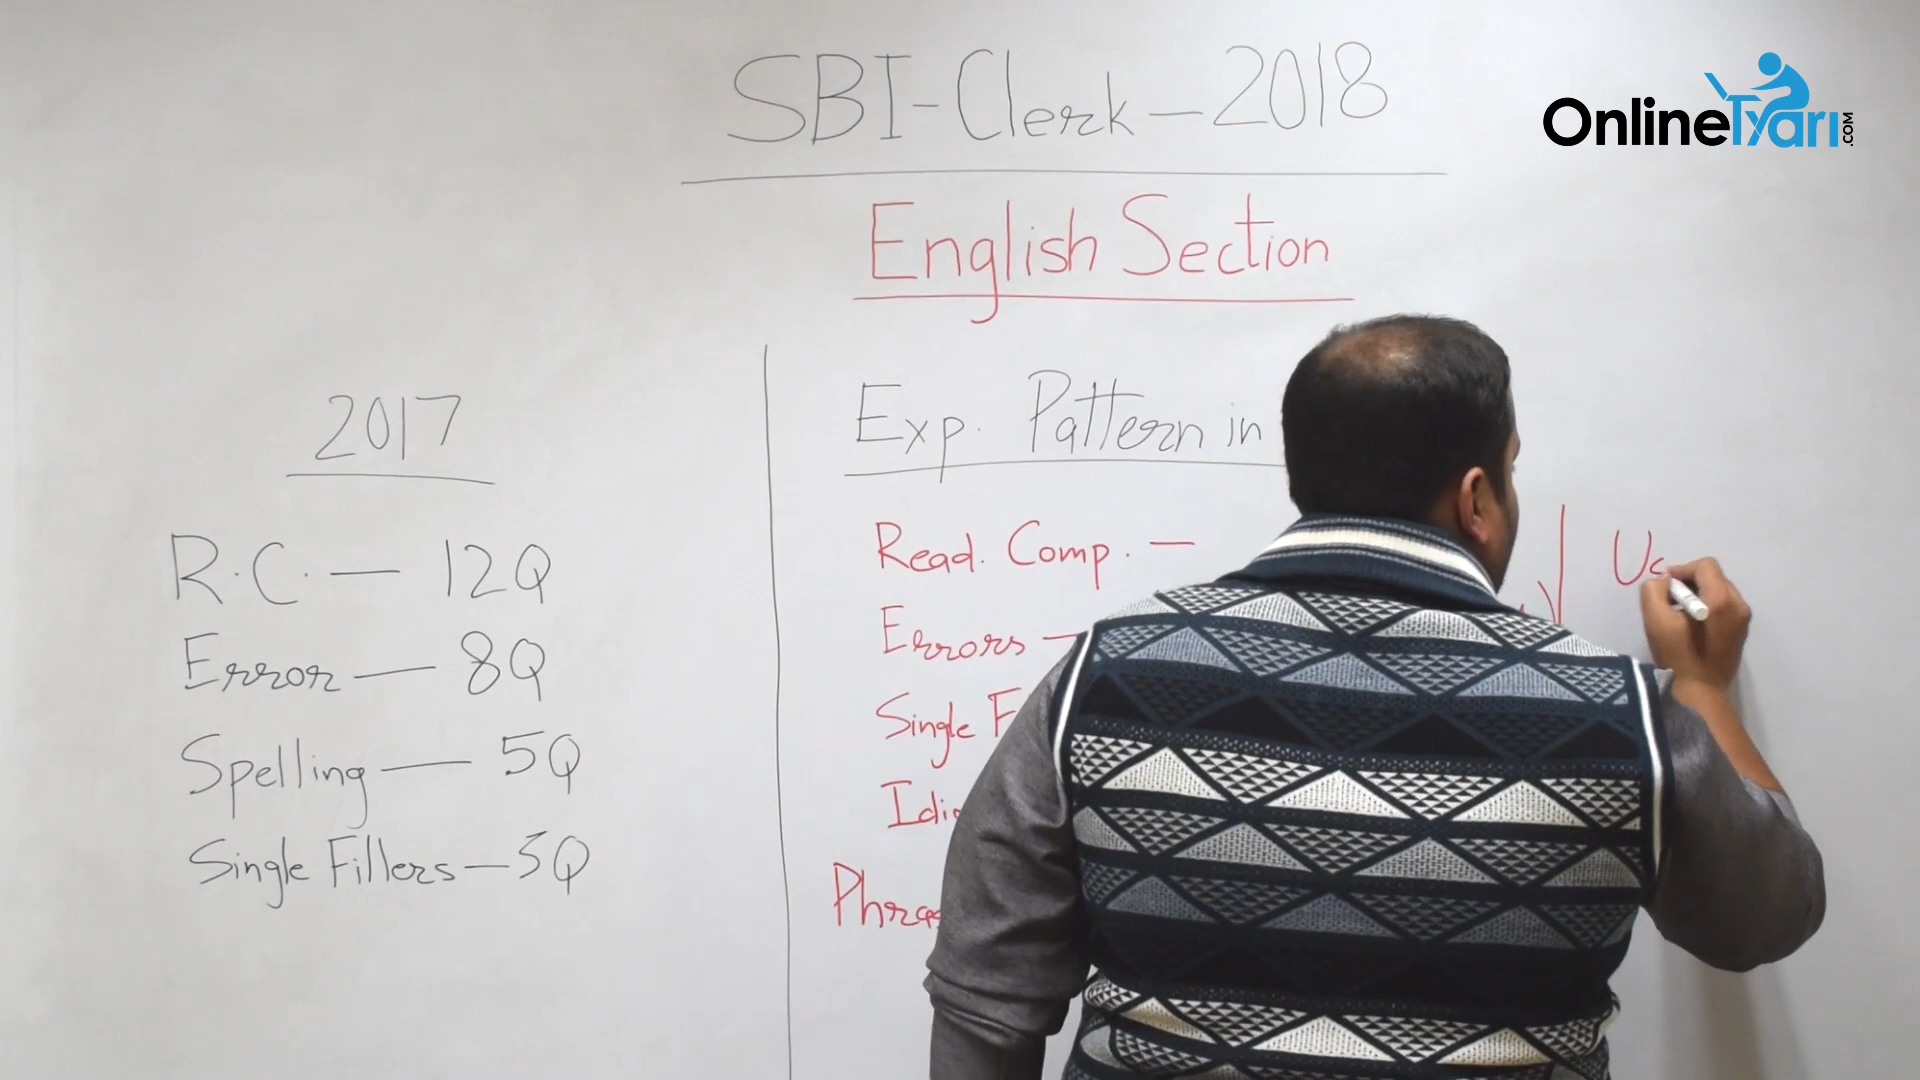 SBI-Clerk-2018
OnlineTyari.COM
English Section
2017
R.C. — 12Q
Error — 8Q
Spelling — 5Q
Single Fillers — 5Q
Exp. Pattern in
Read. Comp. —
Errors —
Single F